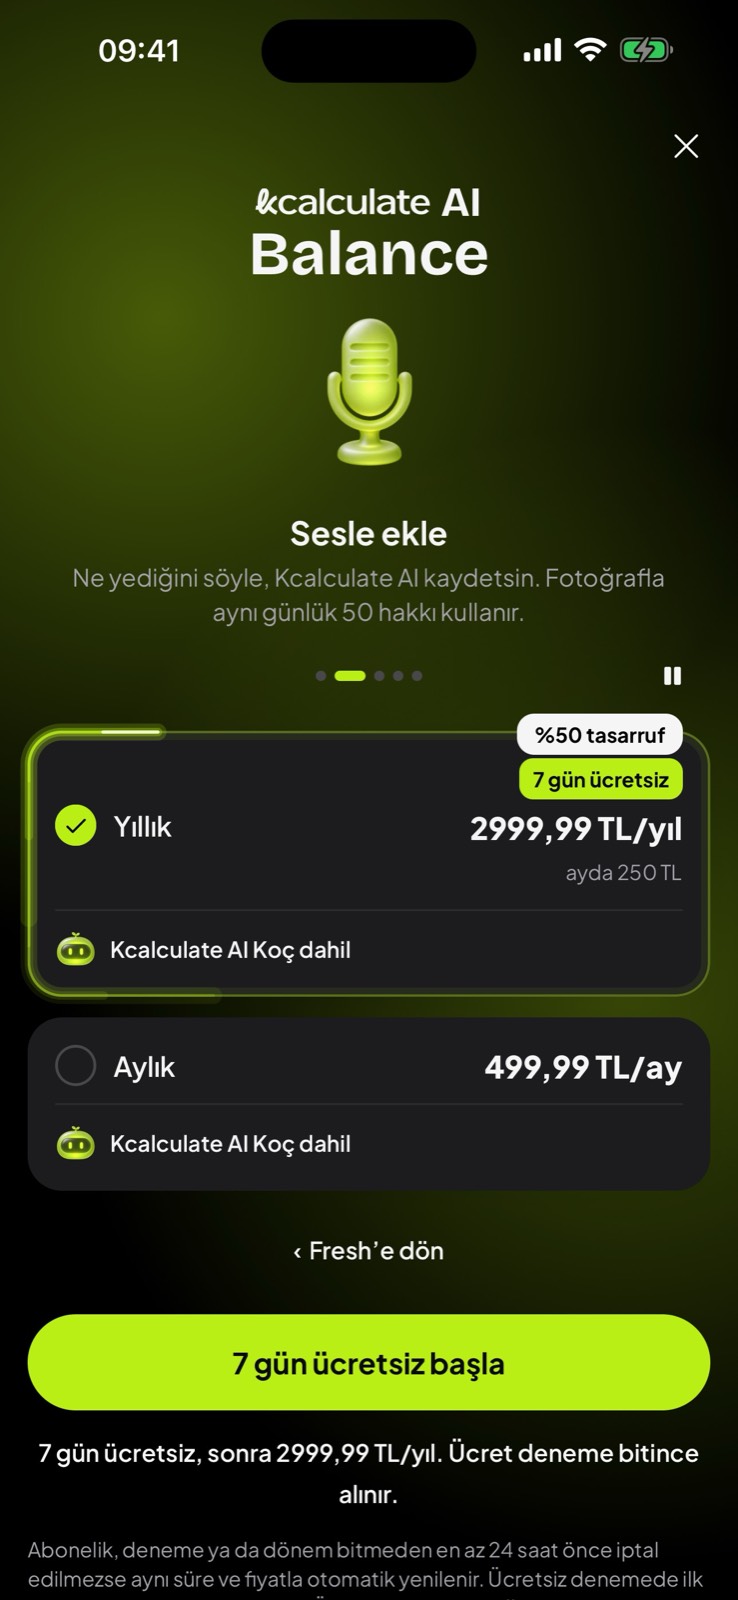 09:41
kcalculate AI
Balance
Sesle ekle
Ne yediğini söyle, Kcalculate AI kaydetsin. Fotoğrafla
aynı günlük 50 hakkı kullanır.
%50 tasarruf
7 gün ücretsiz
Yıllık
2999,99 TL/yıl
ayda 250 TL
Kcalculate AI Koç dahil
Aylık
499,99 TL/ay
Kcalculate AI Koç dahil
‹ Fresh’e dön
7 gün ücretsiz başla
7 gün ücretsiz, sonra 2999,99 TL/yıl. Ücret deneme bitince
alınır.
Abonelik, deneme ya da dönem bitmeden en az 24 saat önce iptal
edilmezse aynı süre ve fiyatla otomatik yenilenir. Ücretsiz denemede ilk